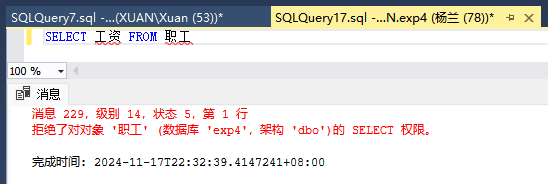 SQLQuery7.sql -...(XUAN\Xuan (53))*
SQLQuery17.sql -...N.exp4 (杨兰 (78))*
SELECT 工资 FROM 职工
100 %
消息
消息 229，级别 14，状态 5，第 1 行
拒绝了对对象 '职工' (数据库 'exp4'，架构 'dbo')的 SELECT 权限。
完成时间: 2024-11-17T22:32:39.4147241+08:00